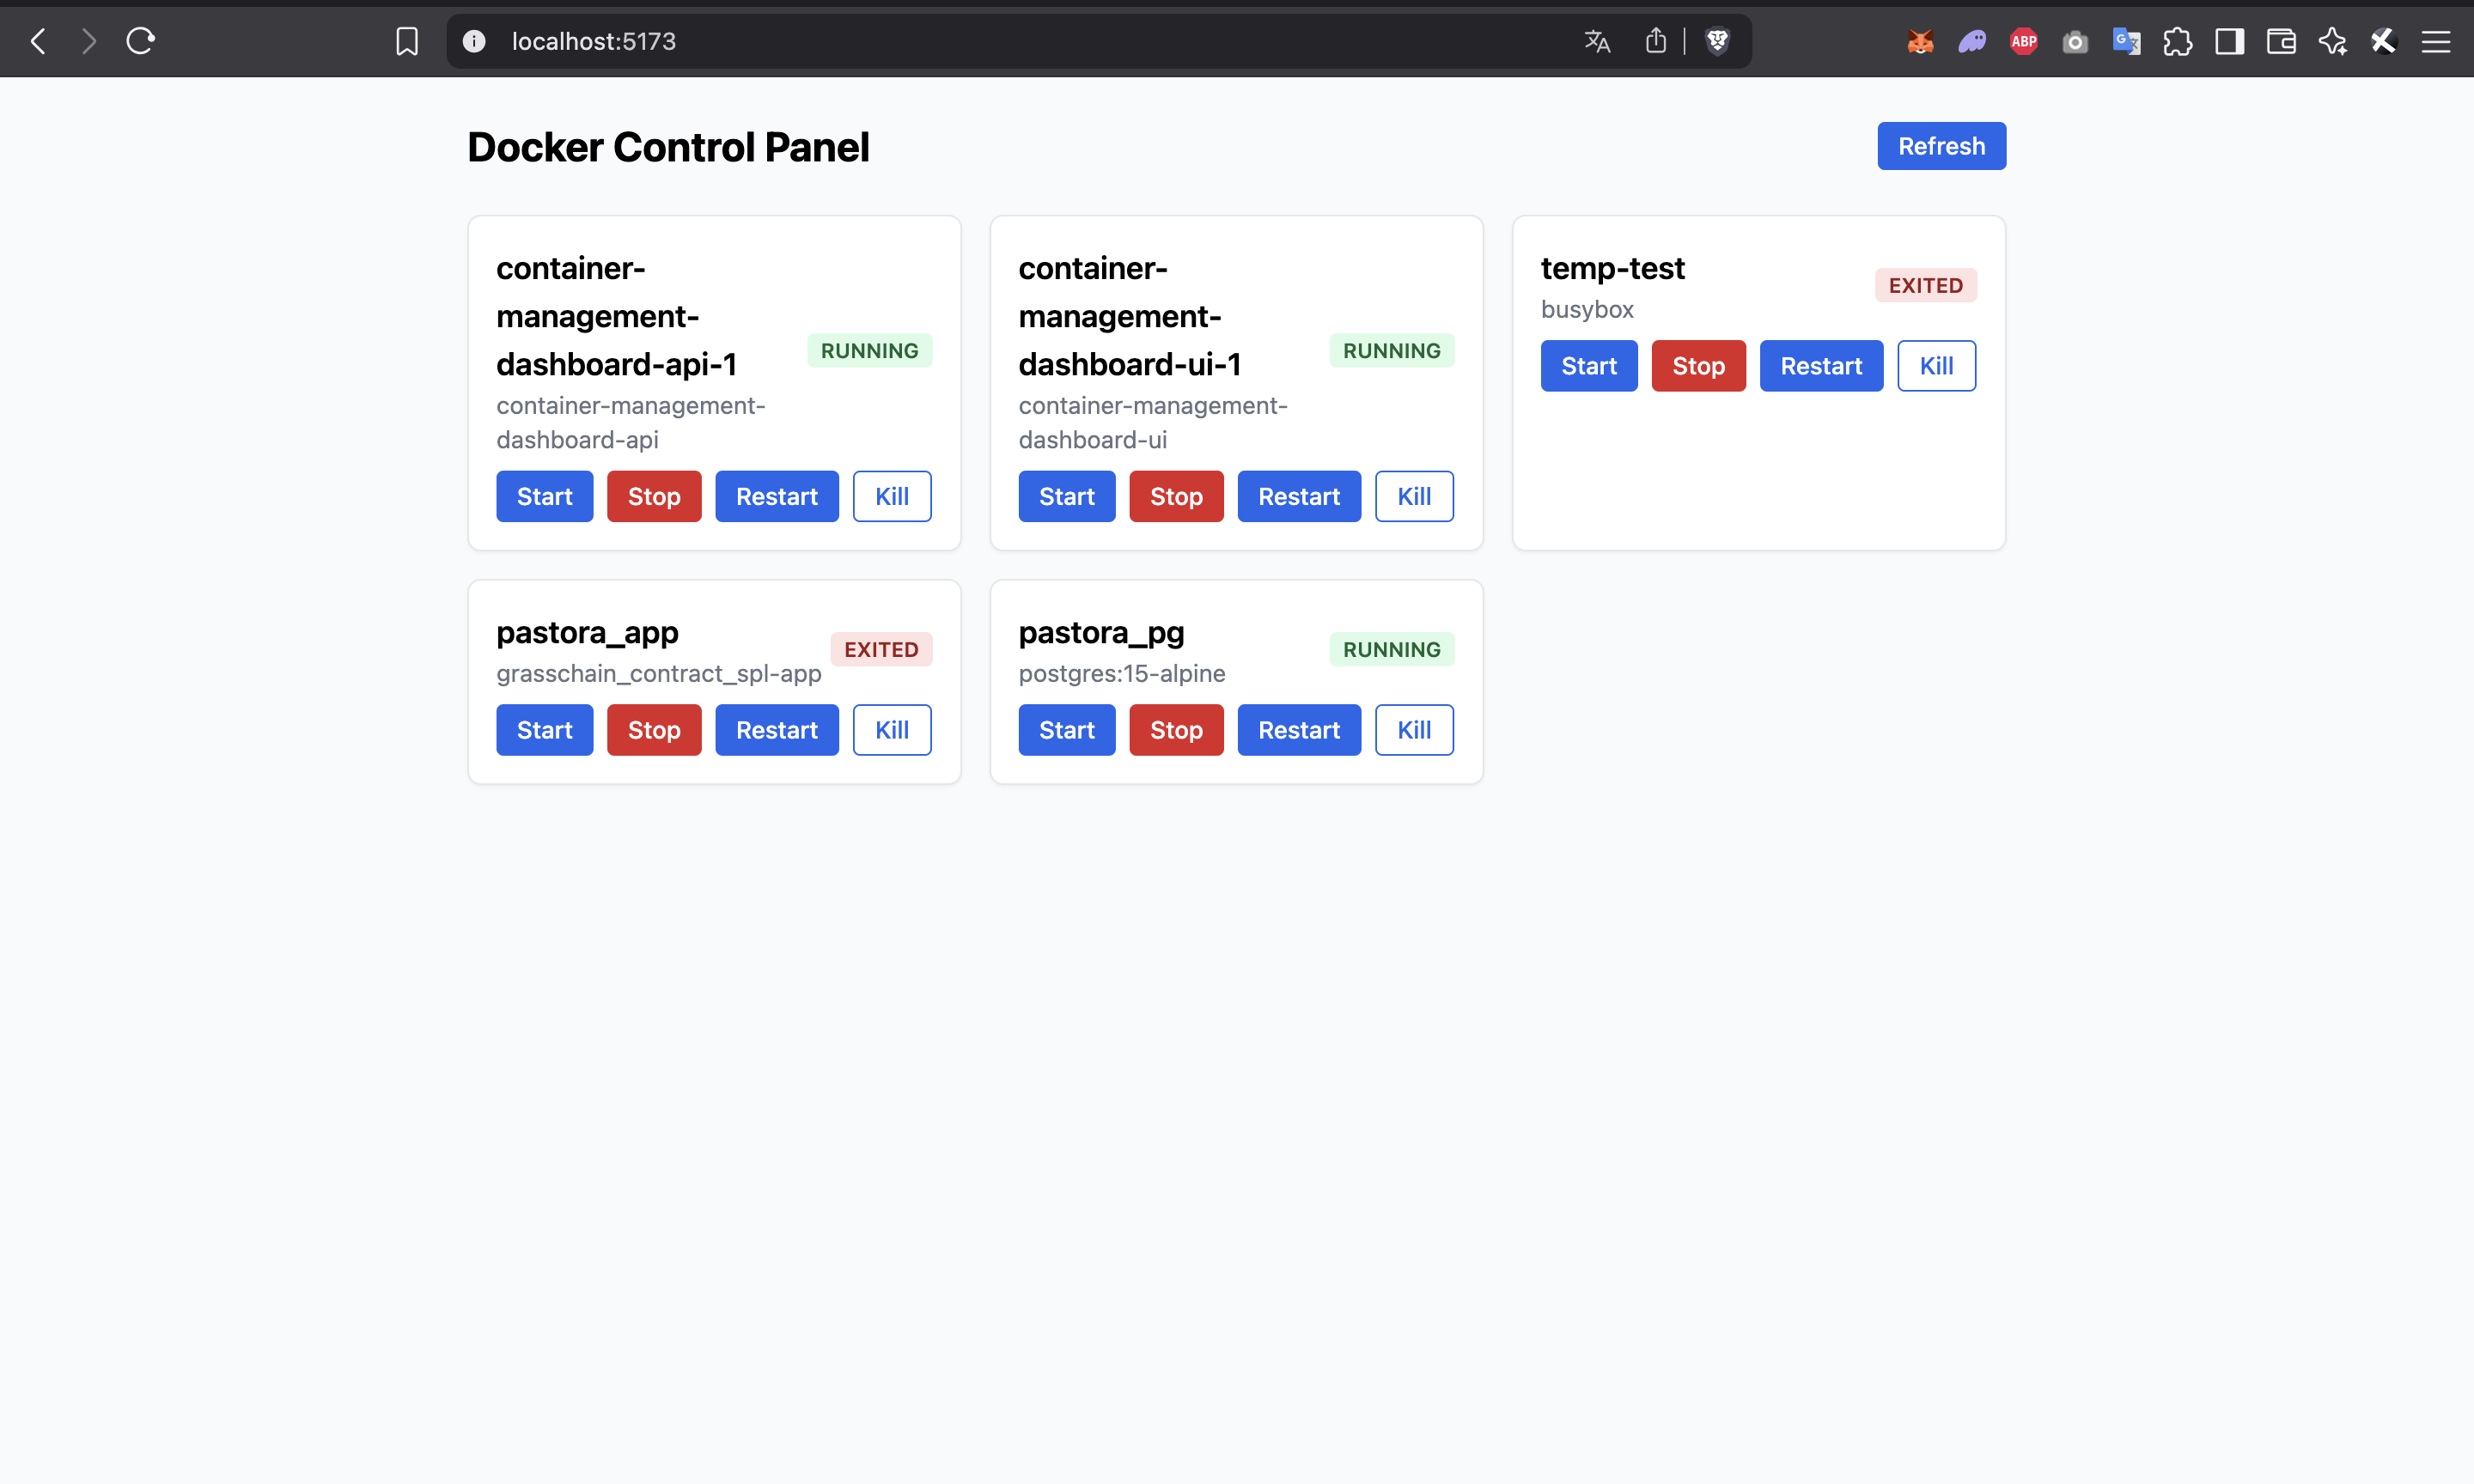 localhost:5173
ABP
G
Docker Control Panel
Refresh
container-
management-
dashboard-api-1
RUNNING
container-management-
dashboard-api
Start Stop Restart Kill
container-
management-
dashboard-ui-1
RUNNING
container-management-
dashboard-ui
Start Stop Restart Kill
temp-test
EXITED
busybox
Start Stop Restart Kill
pastora_app
EXITED
grasschain_contract_spl-app
Start Stop Restart Kill
pastora_pg
RUNNING
postgres:15-alpine
Start Stop Restart Kill